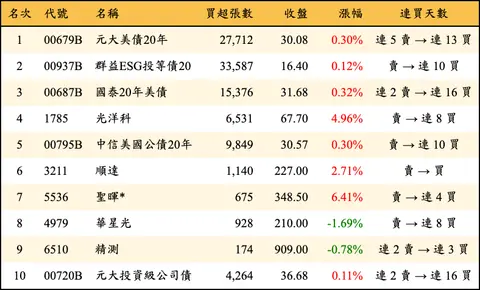 名次 代號 名稱 買超張數 收盤 漲幅 連買天數
1 00679B 元大美債20年 27,712 30.08 0.30% 連 5 賣 → 連 13 買
2 00937B 群益ESG投等債20 33,587 16.40 0.12% 賣 → 連 10 買
3 00687B 國泰20年美債 15,376 31.68 0.32% 連 2 賣 → 連 16 買
4 1785 光洋科 6,531 67.70 4.96% 賣 → 連 8 買
5 00795B 中信美國公債20年 9,849 30.57 0.30% 賣 → 連 10 買
6 3211 順達 1,140 227.00 2.71% 賣 → 買
7 5536 聖暉* 675 348.50 6.41% 賣 → 連 4 買
8 4979 華星光 928 210.00 -1.69% 賣 → 連 8 買
9 6510 精測 174 909.00 -0.78% 連 2 賣 → 連 3 買
10 00720B 元大投資級公司債 4,264 36.68 0.11% 連 2 賣 → 連 16 買